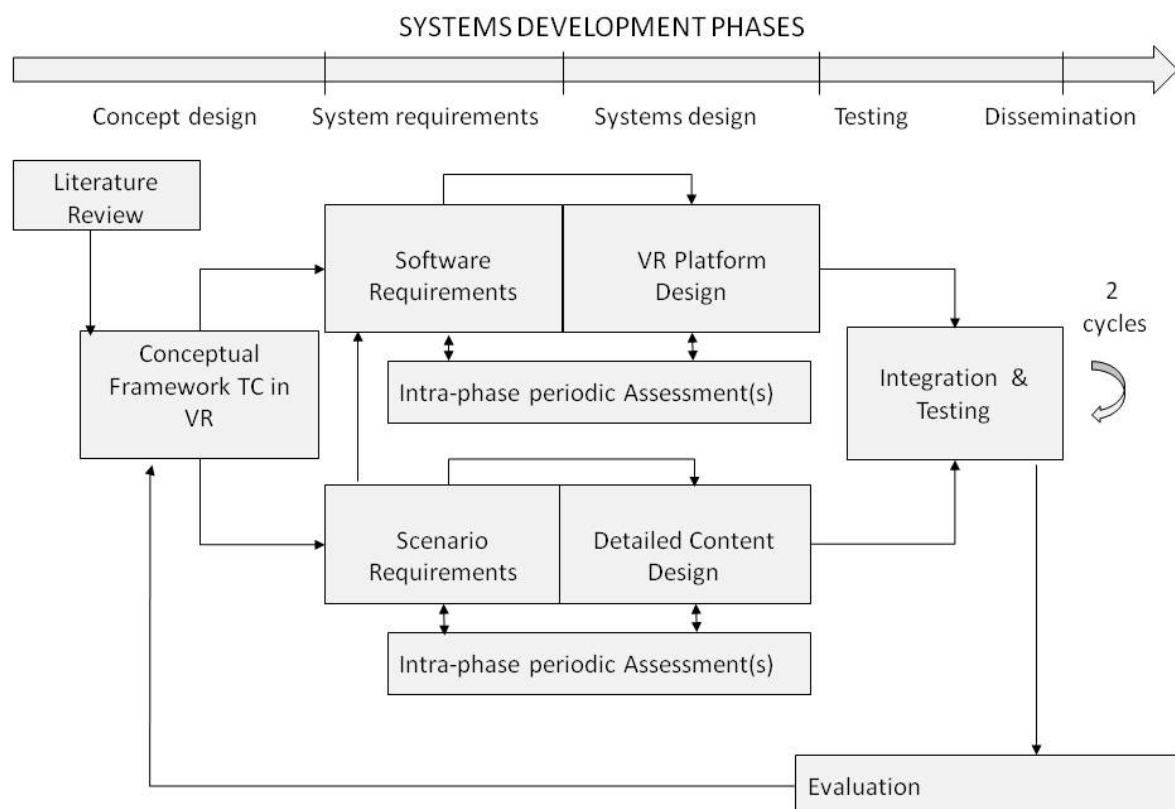 SYSTEMS DEVELOPMENT PHASES
Concept design
System requirements
Systems design
Testing
Dissemination
Literature
Review
Software
Requirements
VR Platform
Design
2
cycles
Conceptual
Framework TC in
VR
Intra-phase periodic Assessment(s)
Integration &
Testing
Scenario
Requirements
Detailed Content
Design
Intra-phase periodic Assessment(s)
Evaluation